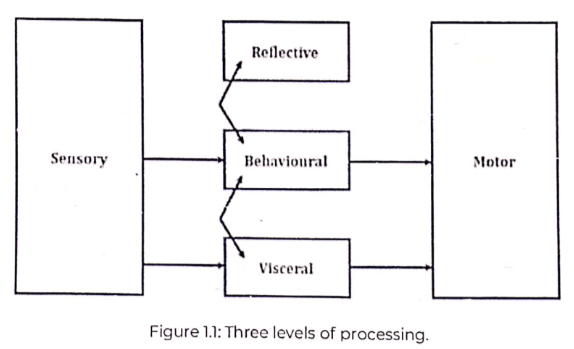 Reflective
Sensory
Behavioural
Motor
Visceral
Figure 1.1: Three levels of processing.